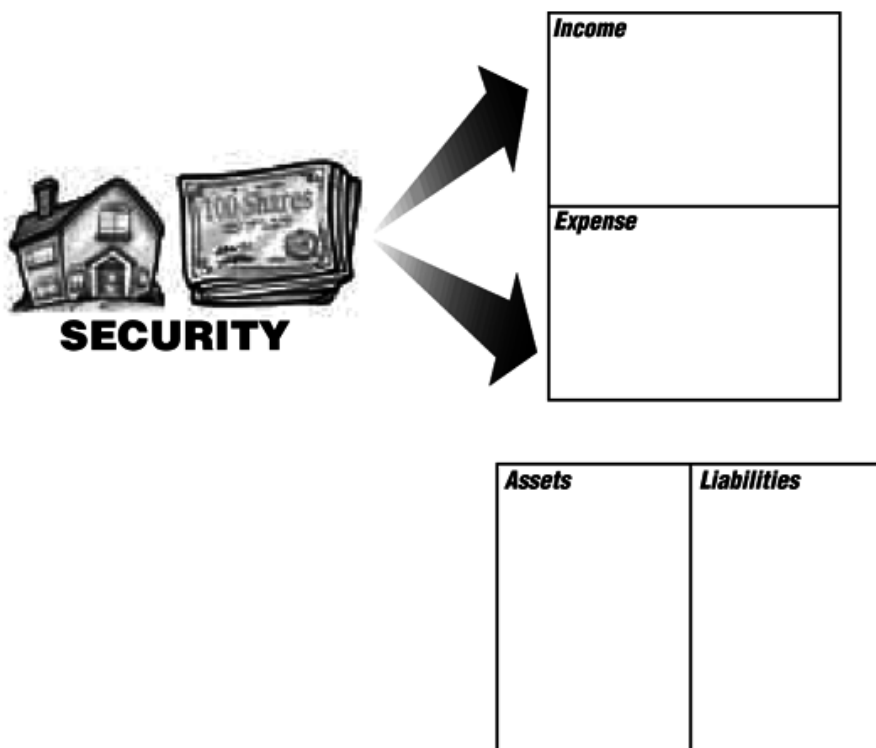 Income
100 Shares
SECURITY
Expense
Assets
Liabilities